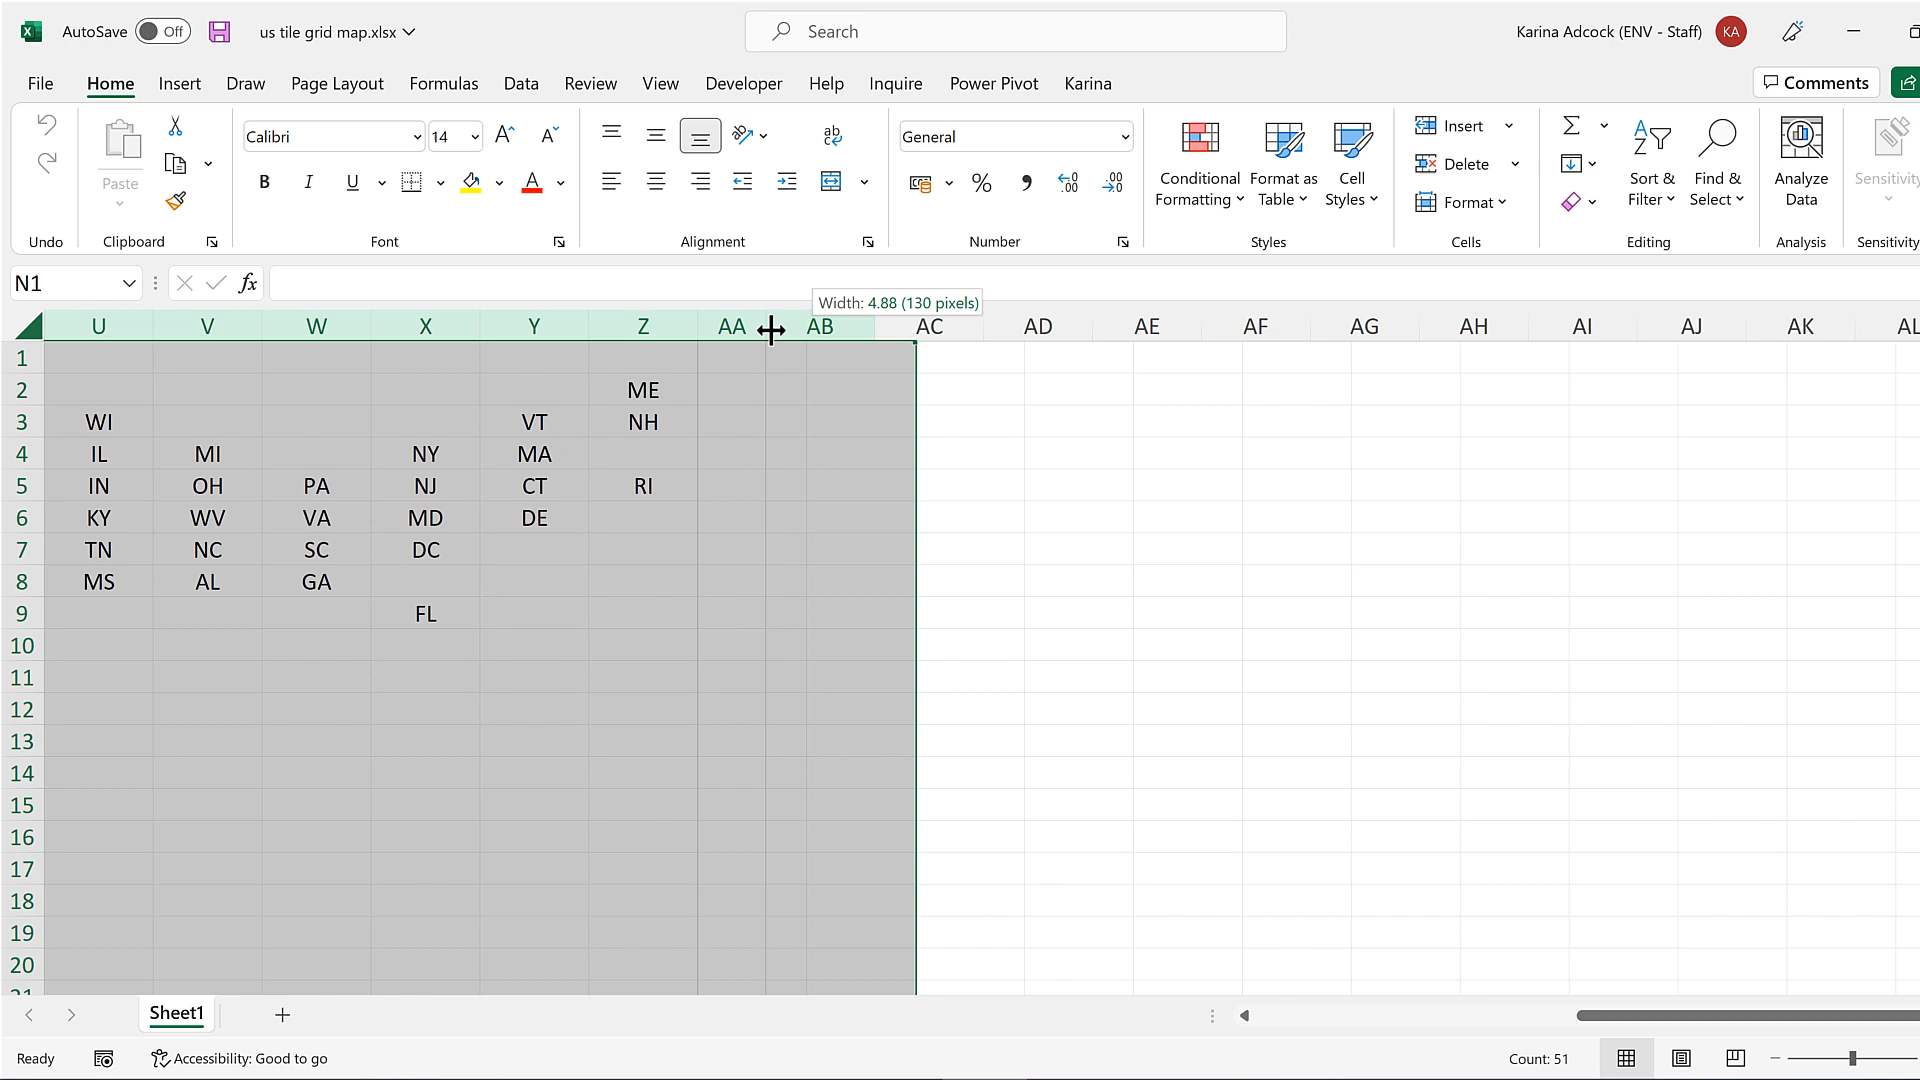 AutoSave Off us tile grid map.xlsx Search Karina Adcock (ENV - Staff) KA
File Home Insert Draw Page Layout Formulas Data Review View Developer Help Inquire Power Pivot Karina Comments
Calibri 14 General Insert
Paste Conditional Formatting Format as Table Cell Styles Delete Sort & Filter Find & Select Analyze Data Sensitivity
Format
Undo Clipboard Font Alignment Number Styles Cells Editing Analysis Sensitivity
N1 fx
Width: 4.88 (130 pixels)
U V W X Y Z AA AB AC AD AE AF AG AH AI AJ AK AL
1
2 ME
3 WI VT NH
4 IL MI NY MA
5 IN OH PA NJ CT RI
6 KY WV VA MD DE
7 TN NC SC DC
8 MS AL GA
9 FL
10
11
12
13
14
15
16
17
18
19
20
21
Sheet1
Ready Accessibility: Good to go Count: 51